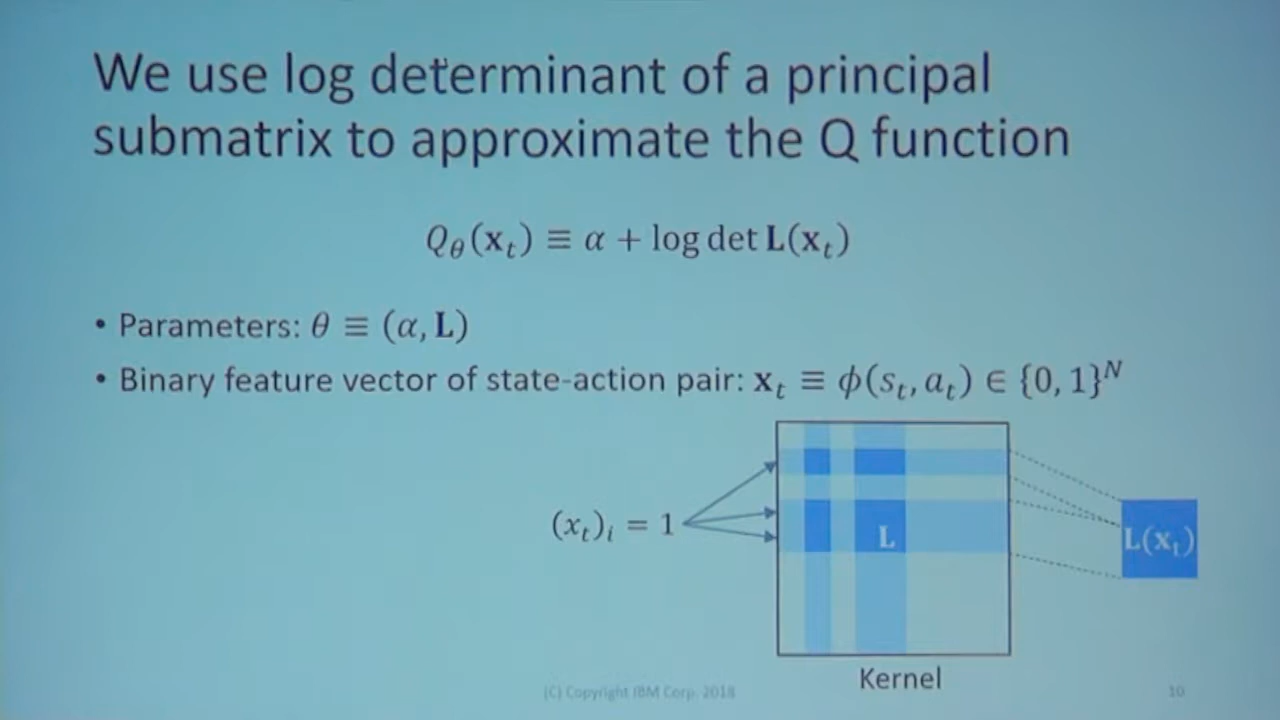 We use log determinant of a principal
submatrix to approximate the Q function
Q_θ(𝐱_t) ≡ α + log det 𝐋(𝐱_t)
• Parameters: θ ≡ (α, 𝐋)
• Binary feature vector of state-action pair: 𝐱_t ≡ ϕ(s_t, a_t) ∈ {0, 1}^N
(x_t)_i = 1
𝐋
𝐋(𝐱_t)
Kernel
(C) Copyright IBM Corp. 2018
10